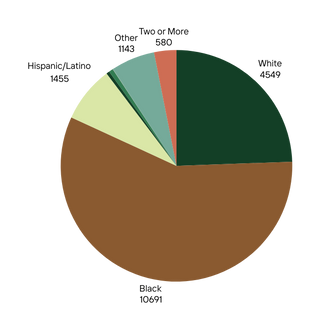 Two or More
580
Other
1143
White
4549
Hispanic/Latino
1455
Black
10691